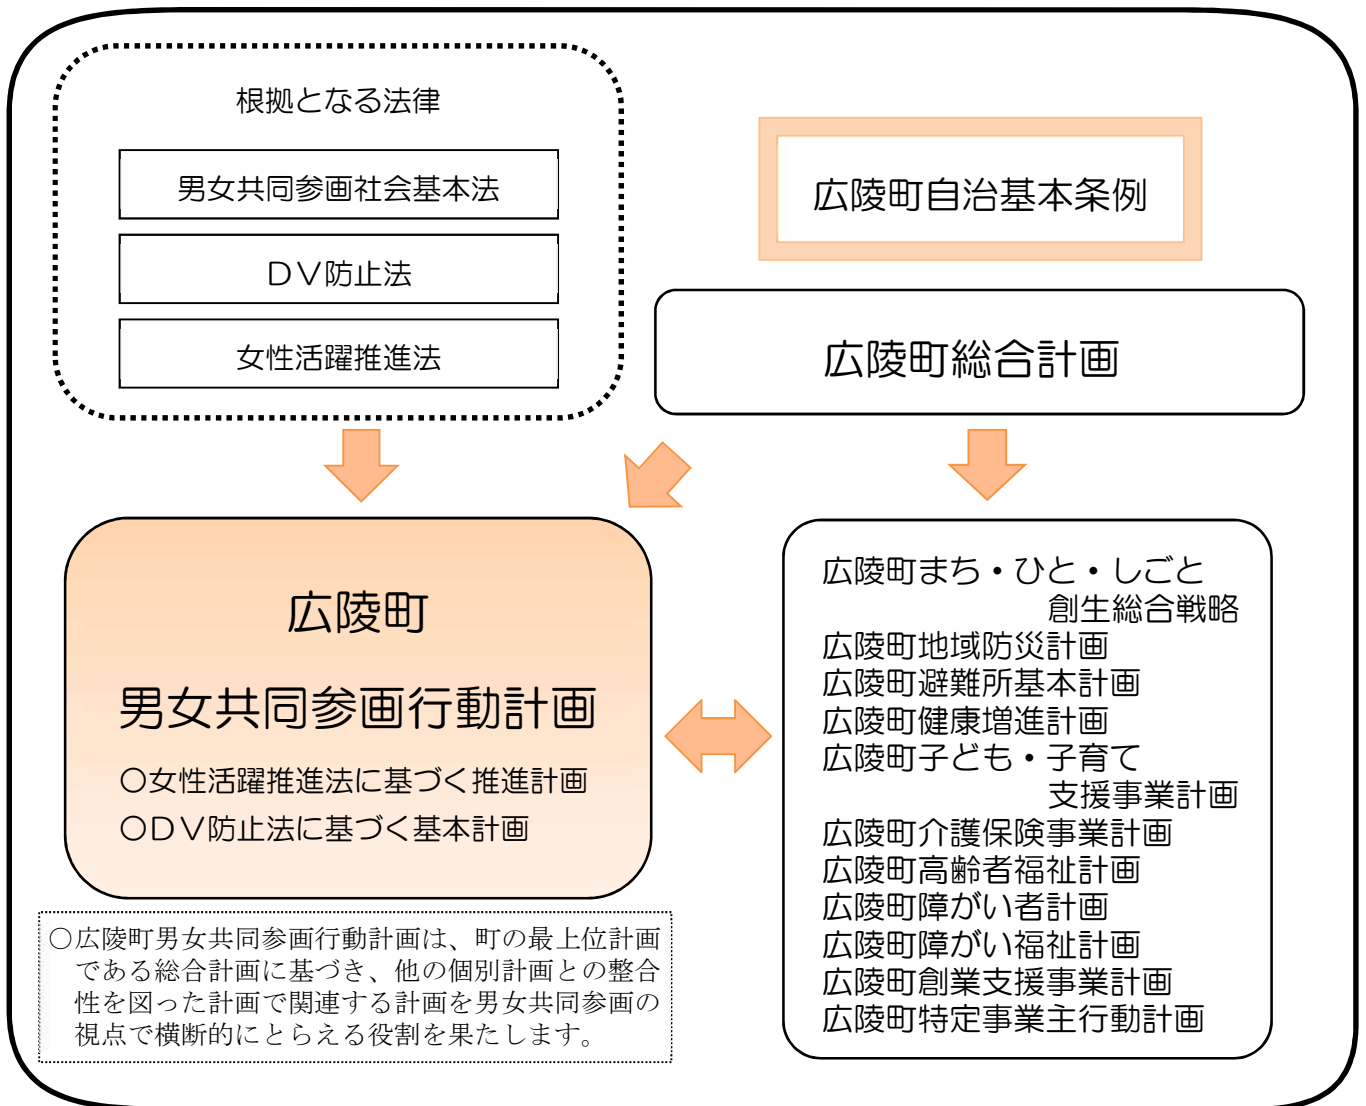 根拠となる法律
男女共同参画社会基本法
ＤＶ防止法
女性活躍推進法
広陵町自治基本条例
広陵町総合計画
広陵町
男女共同参画行動計画
○女性活躍推進法に基づく推進計画
○ＤＶ防止法に基づく基本計画
○広陵町男女共同参画行動計画は、町の最上位計画
である総合計画に基づき、他の個別計画との整合
性を図った計画で関連する計画を男女共同参画の
視点で横断的にとらえる役割を果たします。
広陵町まち・ひと・しごと
創生総合戦略
広陵町地域防災計画
広陵町避難所基本計画
広陵町健康増進計画
広陵町子ども・子育て
支援事業計画
広陵町介護保険事業計画
広陵町高齢者福祉計画
広陵町障がい者計画
広陵町障がい福祉計画
広陵町創業支援事業計画
広陵町特定事業主行動計画